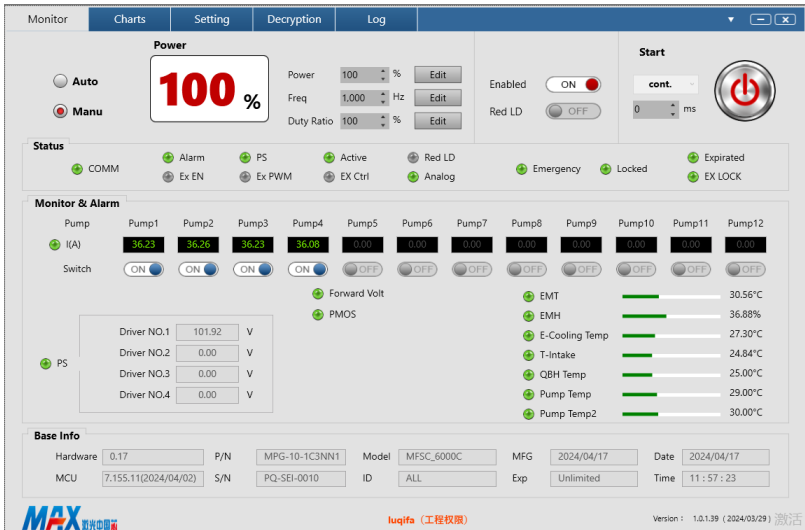 Monitor Charts Setting Decryption Log
Power Start
Auto
Manu
100 %
Power 100 % Edit
Freq 1,000 Hz Edit
Duty Ratio 100 % Edit
Enabled ON
Red LD OFF
cont.
0 ms
Status
COMM
Alarm PS Active Red LD
Ex EN Ex PWM EX Ctrl Analog
Emergency Locked
Expirated
EX LOCK
Monitor & Alarm
Pump Pump1 Pump2 Pump3 Pump4 Pump5 Pump6 Pump7 Pump8 Pump9 Pump10 Pump11 Pump12
I(A) 36.23 36.26 36.23 36.08 0.00 0.00 0.00 0.00 0.00 0.00 0.00 0.00
Switch ON ON ON ON OFF OFF OFF OFF OFF OFF OFF OFF
Forward Volt
PMOS
PS
Driver NO.1 101.92 V
Driver NO.2 0.00 V
Driver NO.3 0.00 V
Driver NO.4 0.00 V
EMT 30.56°C
EMH 36.88%
E-Cooling Temp 27.30°C
T-Intake 24.84°C
QBH Temp 25.00°C
Pump Temp 29.00°C
Pump Temp2 30.00°C
Base Info
Hardware 0.17 P/N MPG-10-1C3NN1 Model MFSC_6000C MFG 2024/04/17 Date 2024/04/17
MCU 7.155.11(2024/04/02) S/N PQ-SEI-0010 ID ALL Exp Unlimited Time 11 : 57 : 23
MAX 激光中国芯
luqifa（工程权限）
Version： 1.0.1.39（2024/03/29）
激活